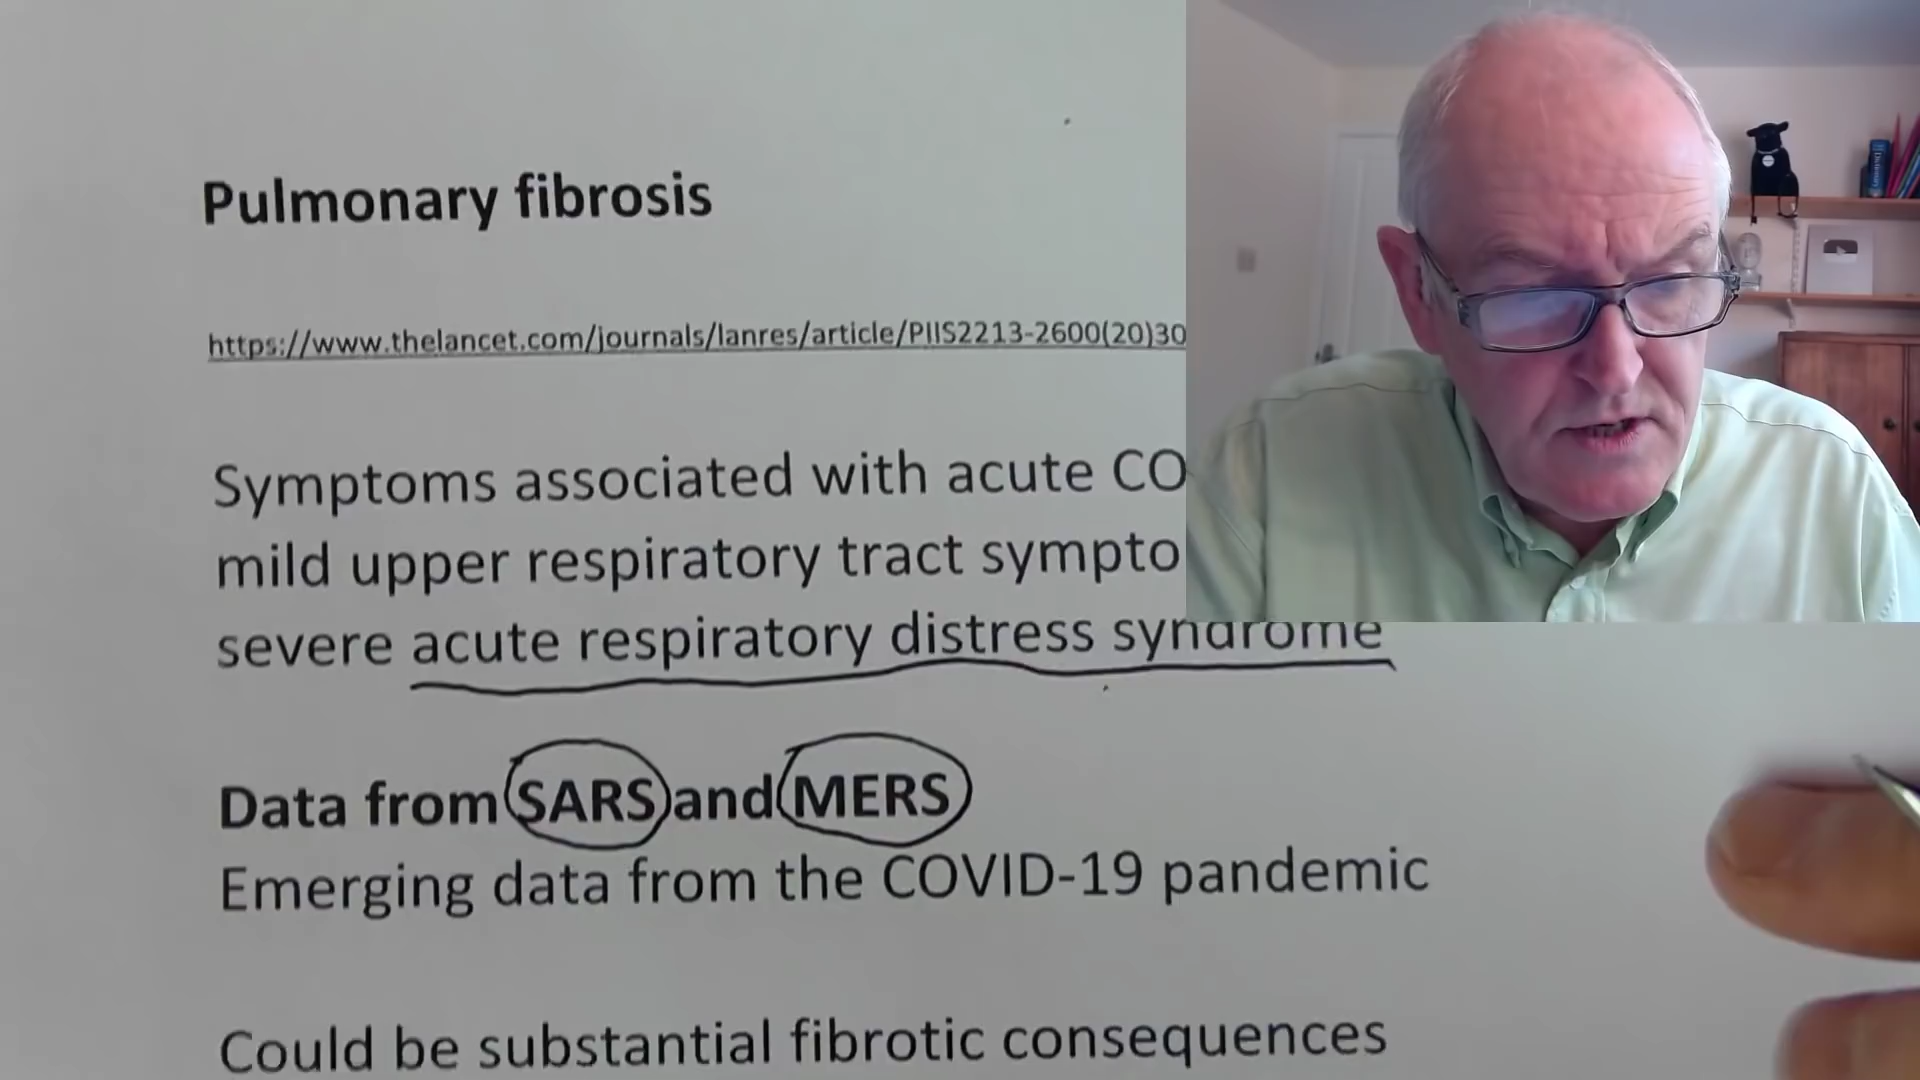 Pulmonary fibrosis
https://www.thelancet.com/journals/lanres/article/PIIS2213-2600(20)30
Symptoms associated with acute CO
mild upper respiratory tract sympto
severe acute respiratory distress syndrome
Data from SARS and MERS
Emerging data from the COVID-19 pandemic
Could be substantial fibrotic consequences
Dictionary